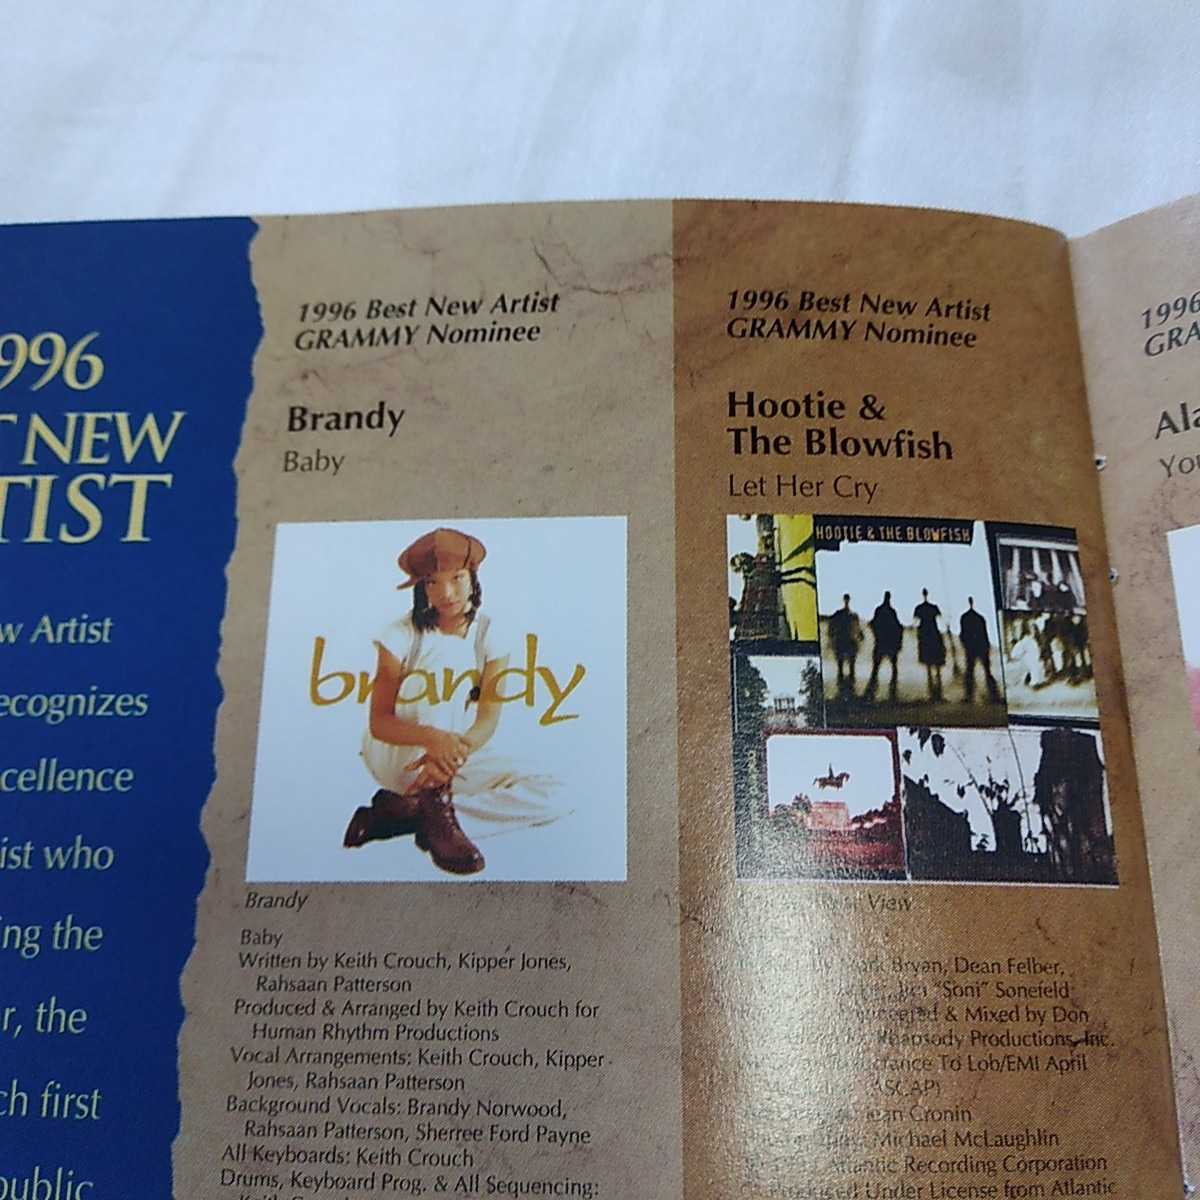 996
NEW
TIST
w Artist
ecognizes
cellence
ist who
ing the
r, the
ch first
public
1996 Best New Artist
GRAMMY Nominee
Brandy
Baby
brandy
Brandy
Baby
Written by Keith Crouch, Kipper Jones,
Rahsaan Patterson
Produced & Arranged by Keith Crouch for
Human Rhythm Productions
Vocal Arrangements: Keith Crouch, Kipper
Jones, Rahsaan Patterson
Background Vocals: Brandy Norwood,
Rahsaan Patterson, Sherree Ford Payne
All Keyboards: Keith Crouch
Drums, Keyboard Prog. & All Sequencing:
1996 Best New Artist
GRAMMY Nominee
Hootie &
The Blowfish
Let Her Cry
HOOTIE & THE BLOWFISH
View
Bryan, Dean Felber,
"Soni" Sonefeld
& Mixed by Don
Rhapsody Productions, Inc.
To Lob/EMI April
(ASCAP)
Jean Cronin
Michael McLaughlin
Atlantic Recording Corporation
Produced Under License from Atlantic
1996
GRA
Ala
You